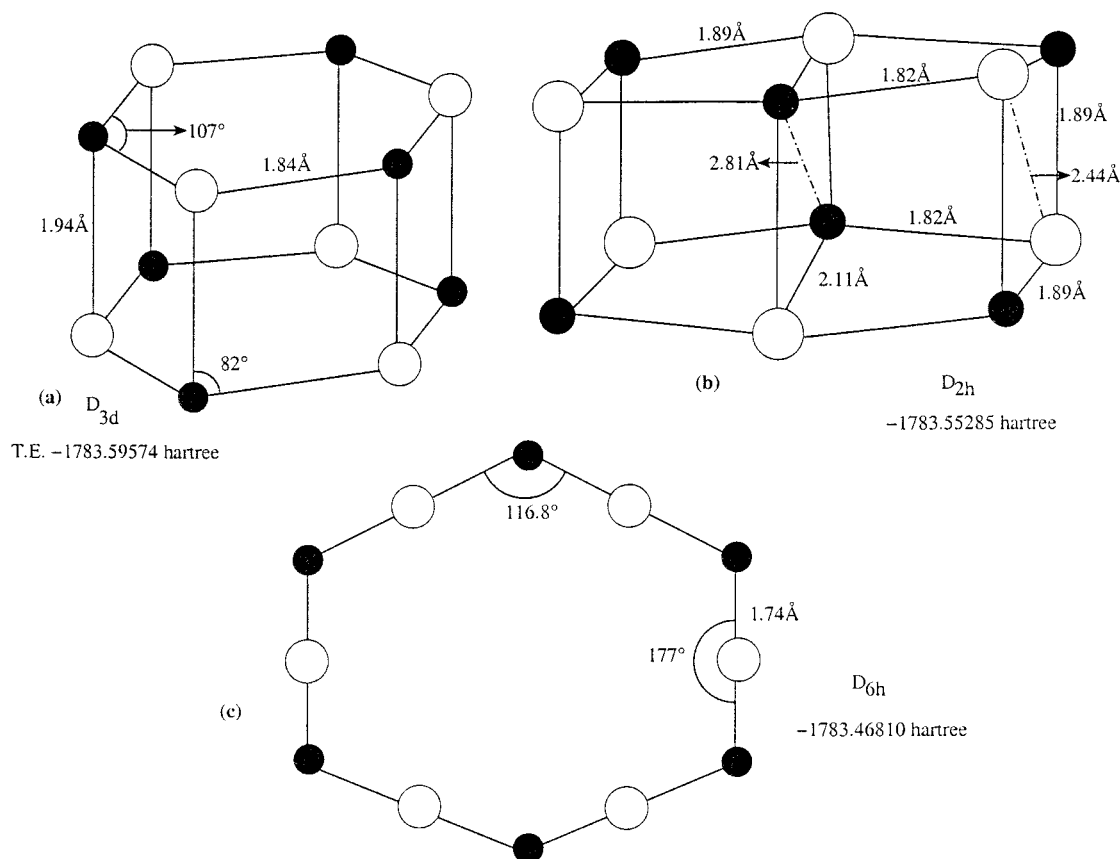 107°
1.84Å
1.94Å
82°
(a) D3d
T.E. −1783.59574 hartree
1.89Å
1.82Å
1.89Å
2.81Å
2.44Å
1.82Å
2.11Å
1.89Å
(b) D2h
−1783.55285 hartree
116.8°
1.74Å
177°
(c) D6h
−1783.46810 hartree